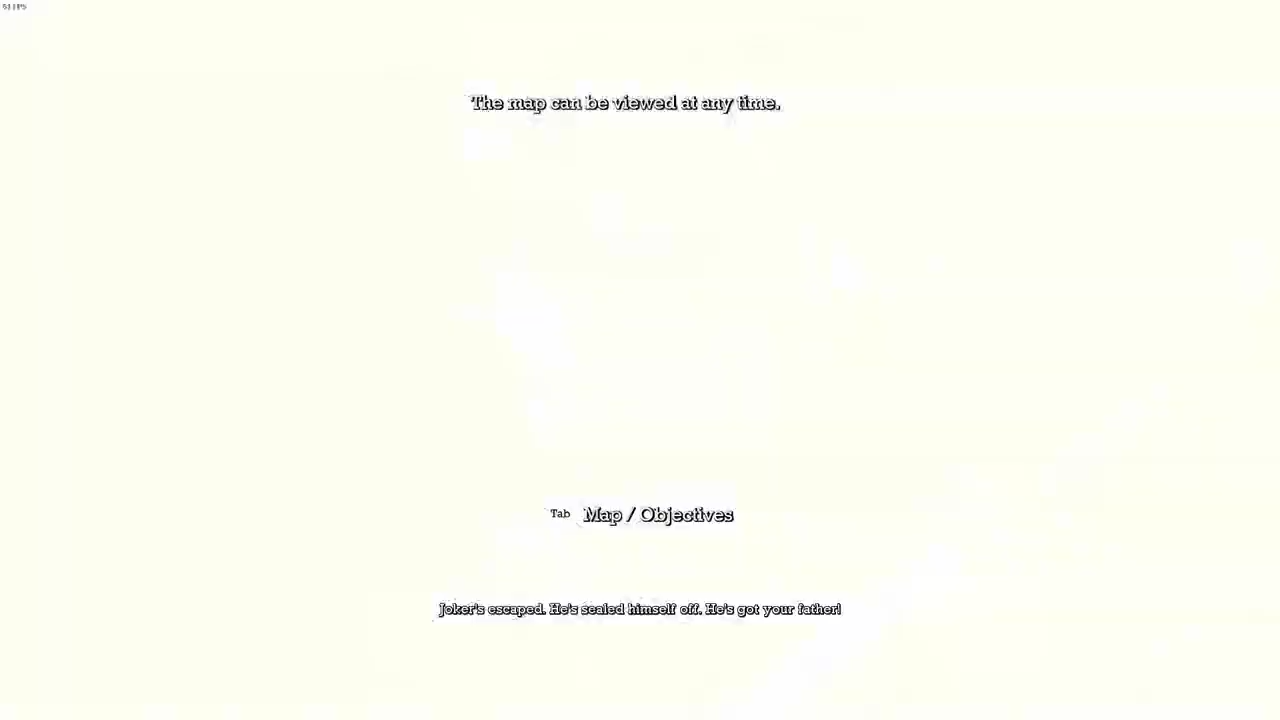 The map can be viewed at any time.
Tab Map / Objectives
Joker's escaped. He's sealed himself off. He's got your father!